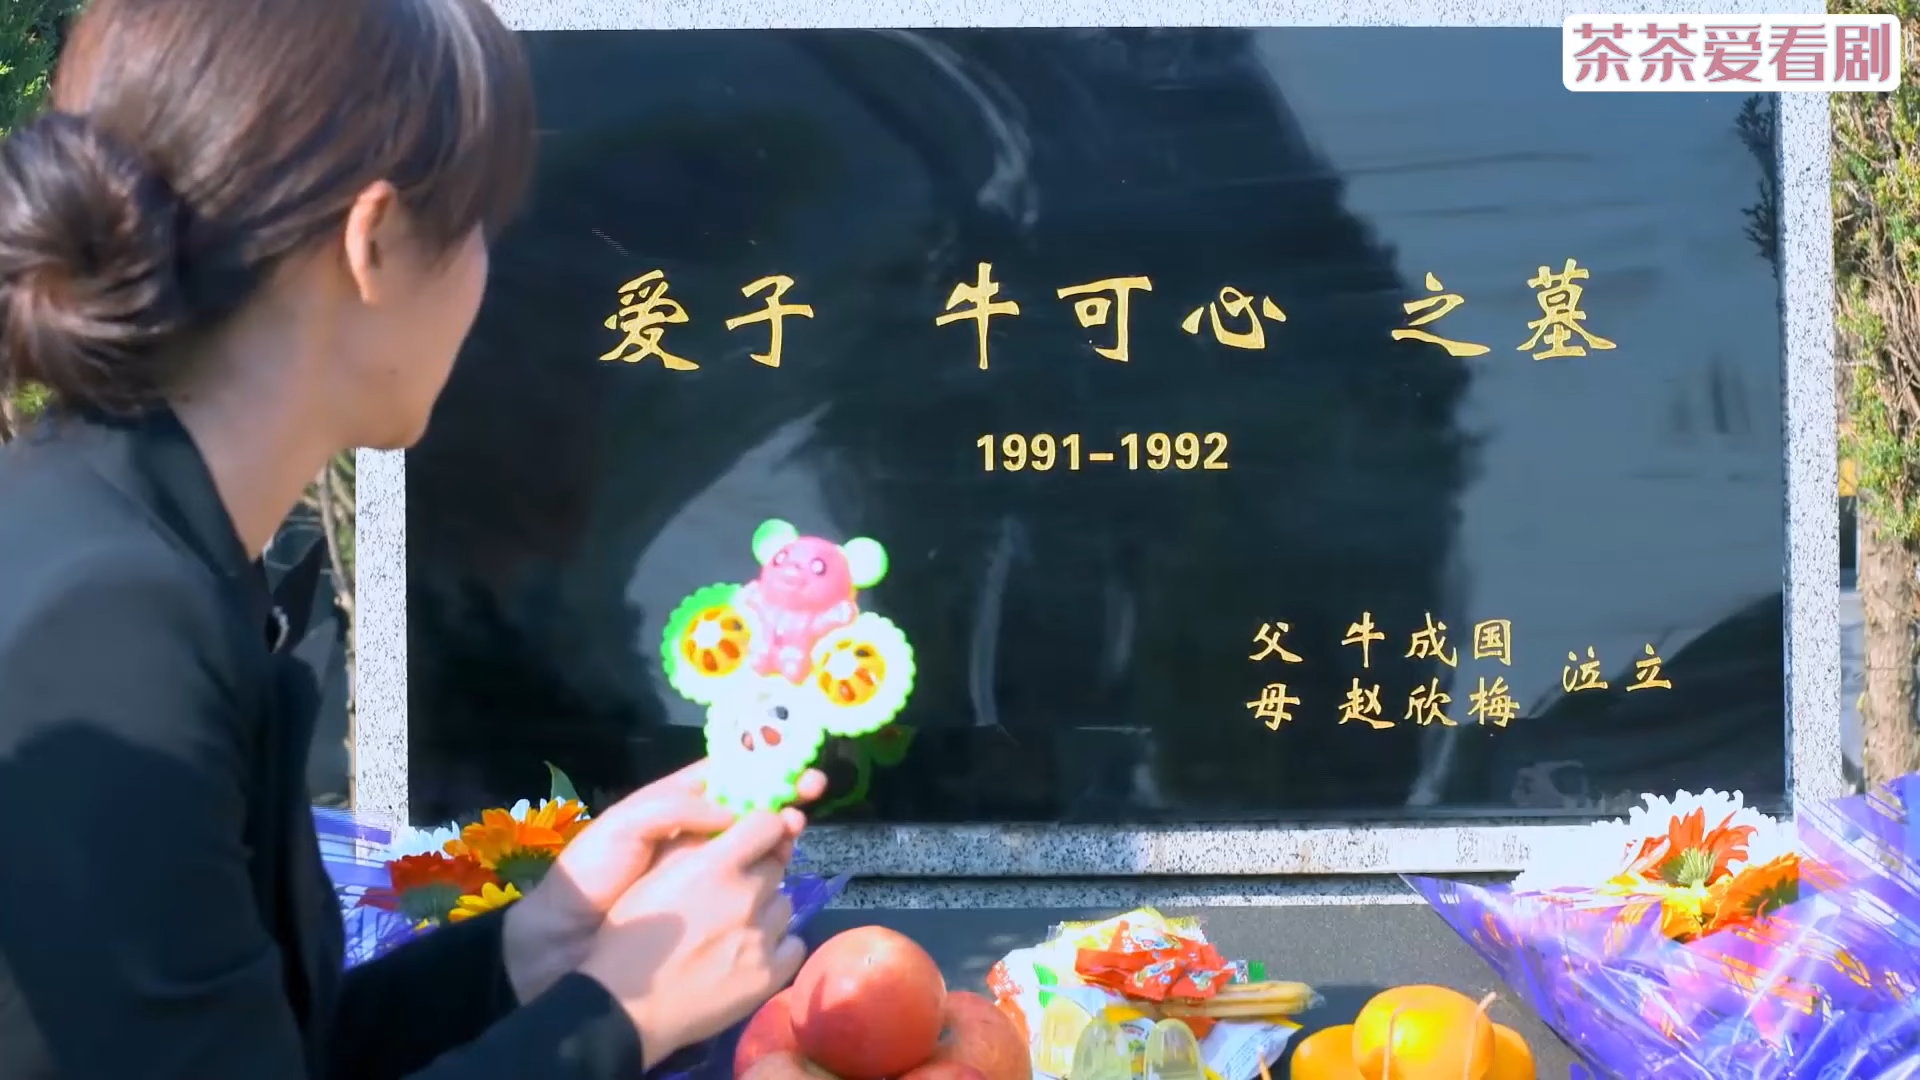 茶茶爱看剧
爱子 牛可心 之墓
1991-1992
父 牛成国
母 赵欣梅
泣立